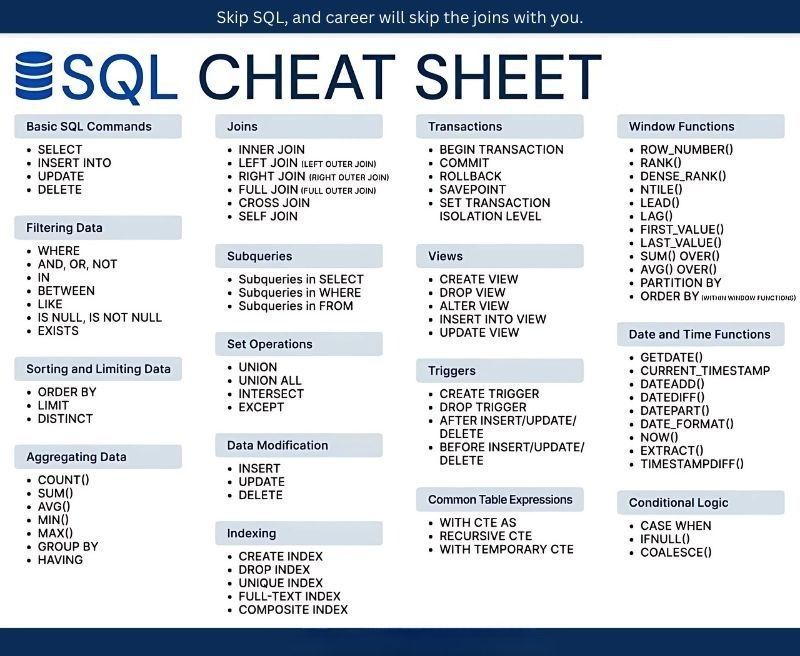 Skip SQL, and career will skip the joins with you.
SQL CHEAT SHEET
Basic SQL Commands
• SELECT
• INSERT INTO
• UPDATE
• DELETE
Filtering Data
• WHERE
• AND, OR, NOT
• IN
• BETWEEN
• LIKE
• IS NULL, IS NOT NULL
• EXISTS
Sorting and Limiting Data
• ORDER BY
• LIMIT
• DISTINCT
Aggregating Data
• COUNT()
• SUM()
• AVG()
• MIN()
• MAX()
• GROUP BY
• HAVING
Joins
• INNER JOIN
• LEFT JOIN (LEFT OUTER JOIN)
• RIGHT JOIN (RIGHT OUTER JOIN)
• FULL JOIN (FULL OUTER JOIN)
• CROSS JOIN
• SELF JOIN
Subqueries
• Subqueries in SELECT
• Subqueries in WHERE
• Subqueries in FROM
Set Operations
• UNION
• UNION ALL
• INTERSECT
• EXCEPT
Data Modification
• INSERT
• UPDATE
• DELETE
Indexing
• CREATE INDEX
• DROP INDEX
• UNIQUE INDEX
• FULL-TEXT INDEX
• COMPOSITE INDEX
Transactions
• BEGIN TRANSACTION
• COMMIT
• ROLLBACK
• SAVEPOINT
• SET TRANSACTION
ISOLATION LEVEL
Views
• CREATE VIEW
• DROP VIEW
• ALTER VIEW
• INSERT INTO VIEW
• UPDATE VIEW
Triggers
• CREATE TRIGGER
• DROP TRIGGER
• AFTER INSERT/UPDATE/
DELETE
• BEFORE INSERT/UPDATE/
DELETE
Common Table Expressions
• WITH CTE AS
• RECURSIVE CTE
• WITH TEMPORARY CTE
Window Functions
• ROW_NUMBER()
• RANK()
• DENSE_RANK()
• NTILE()
• LEAD()
• LAG()
• FIRST_VALUE()
• LAST_VALUE()
• SUM() OVER()
• AVG() OVER()
• PARTITION BY
• ORDER BY (WITHIN WINDOW FUNCTIONS)
Date and Time Functions
• GETDATE()
• CURRENT_TIMESTAMP
• DATEADD()
• DATEDIFF()
• DATEPART()
• DATE_FORMAT()
• NOW()
• EXTRACT()
• TIMESTAMPDIFF()
Conditional Logic
• CASE WHEN
• IFNULL()
• COALESCE()